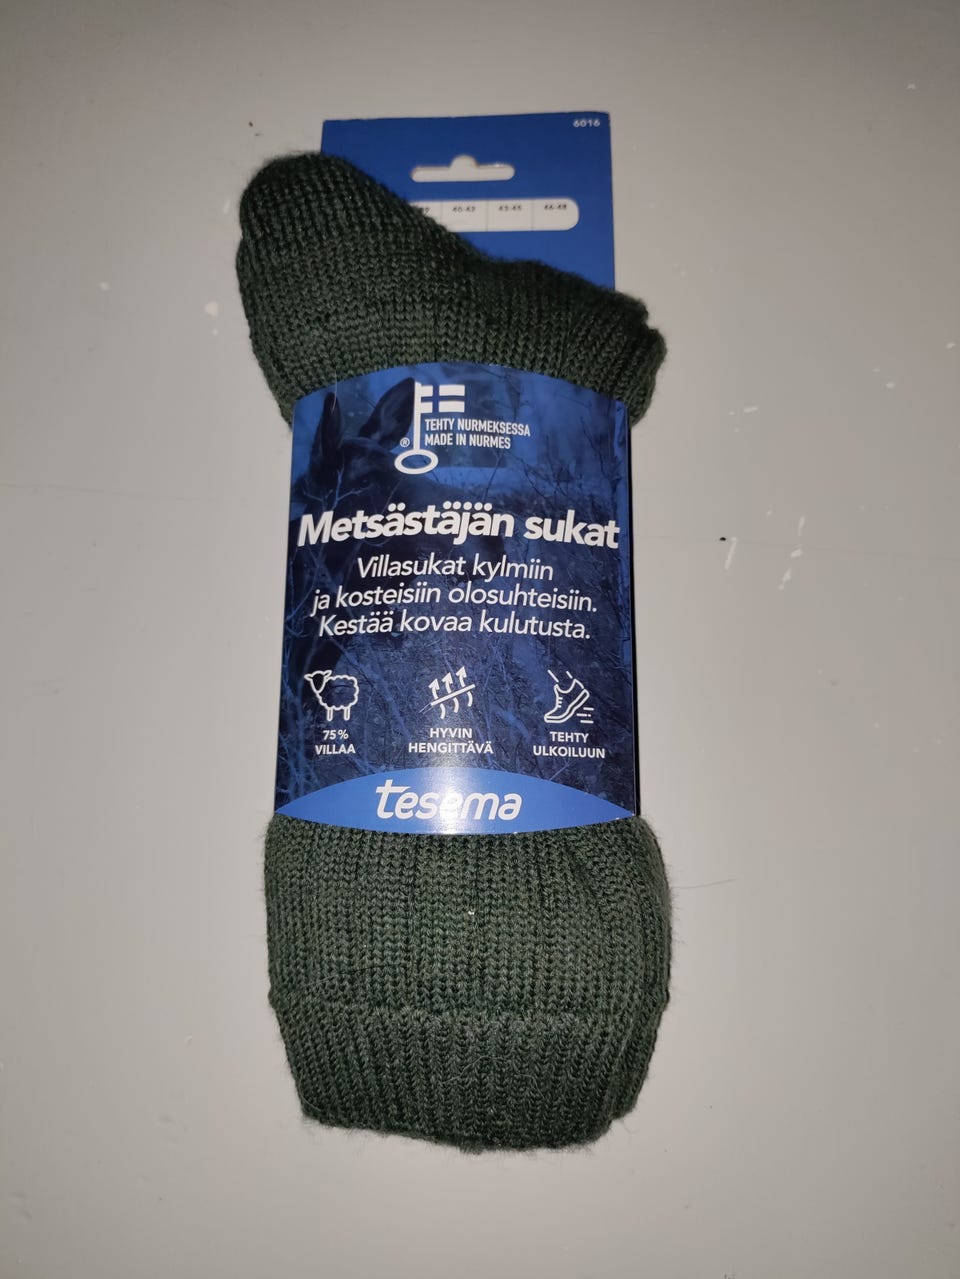 6016
40-42 43-45 46-48
TEHTY NURMEKSESSA
MADE IN NURMES
®
Metsästäjän sukat
Villasukat kylmiin
ja kosteisiin olosuhteisiin.
Kestää kovaa kulutusta.
75%
VILLAA
HYVIN
HENGITTÄVÄ
TEHTY
ULKOILUUN
tesema